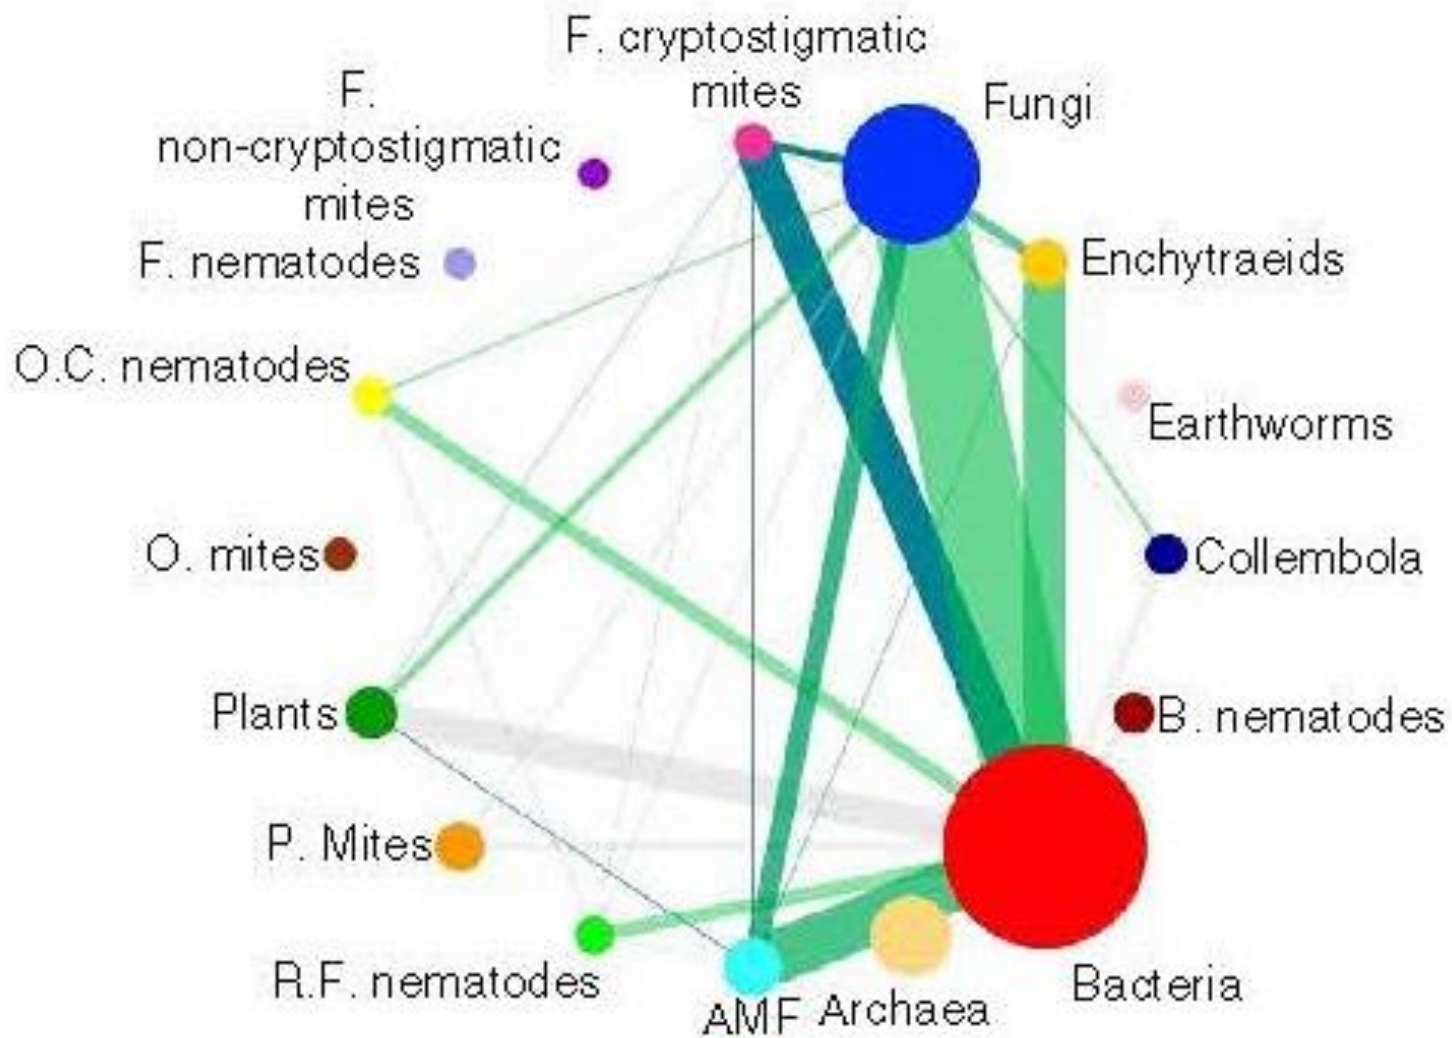 F. cryptostigmatic
mites
Fungi
F.
non-cryptostigmatic
mites
F. nematodes
Enchytraeids
O.C. nematodes
Earthworms
O. mites
Collembola
Plants
B. nematodes
P. Mites
R.F. nematodes
AMF
Archaea
Bacteria